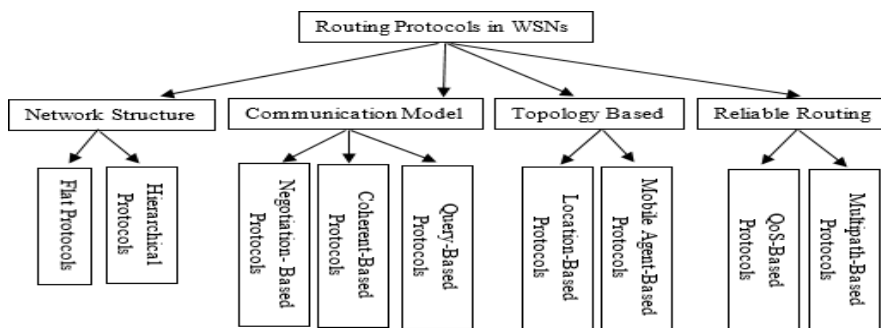 Routing Protocols in WSNs
Network Structure
Communication Model
Topology Based
Reliable Routing
Flat Protocols
Hierarchical
Protocols
Negotiation- Based
Protocols
Coherent-Based
Protocols
Query-Based
Protocols
Location-Based
Protocols
Mobile Agent-Based
Protocols
QoS-Based
Protocols
Multipath-Based
Protocols